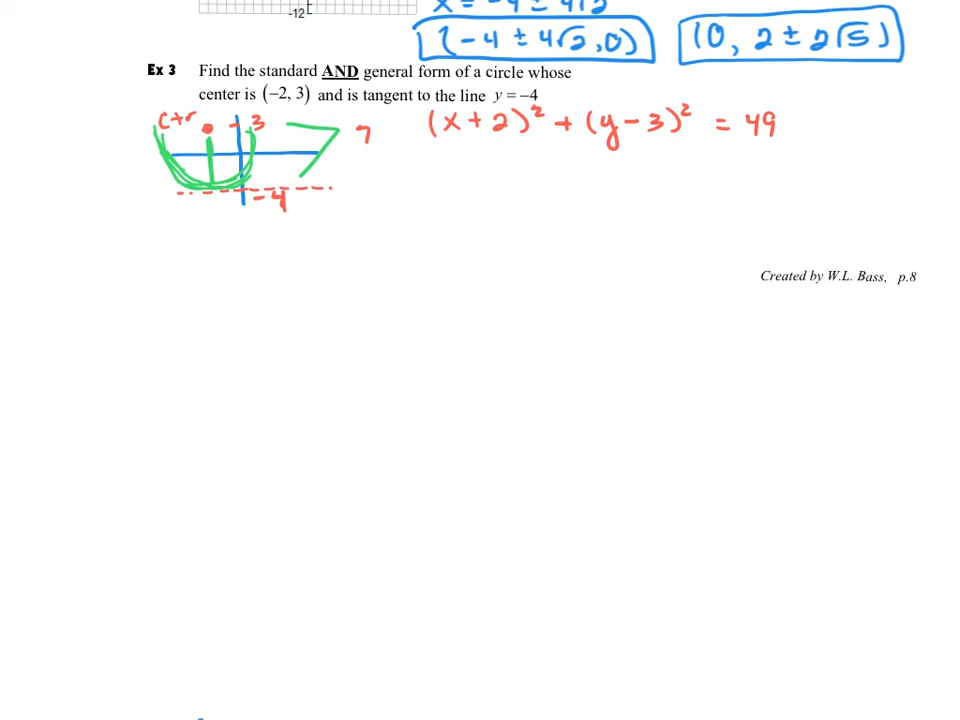 -12
(-4 ± 4√2, 0) (0, 2 ± 2√5)
Ex 3 Find the standard AND general form of a circle whose
center is (−2, 3) and is tangent to the line y = −4
ctr 3 7 (x + 2)² + (y − 3)² = 49
-4
Created by W.L. Bass, p.8